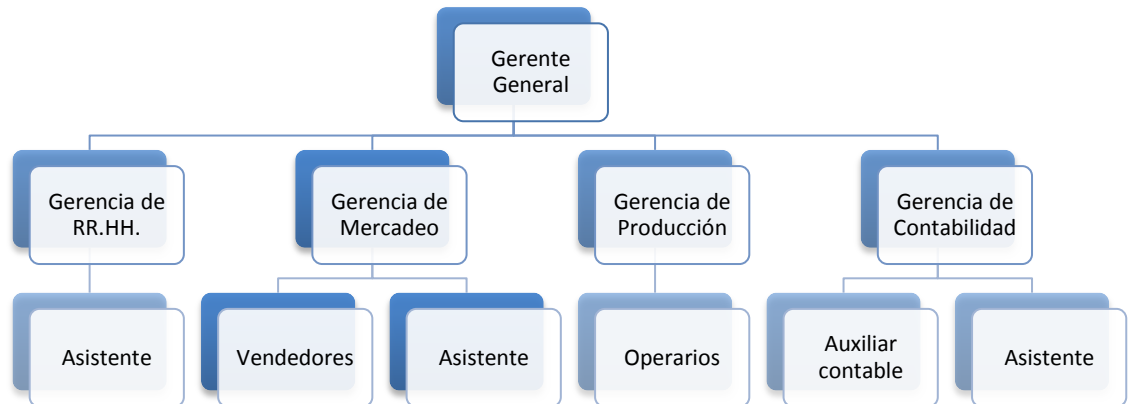 Gerente
General
Gerencia de
RR.HH.
Gerencia de
Mercadeo
Gerencia de
Producción
Gerencia de
Contabilidad
Asistente
Vendedores
Asistente
Operarios
Auxiliar
contable
Asistente